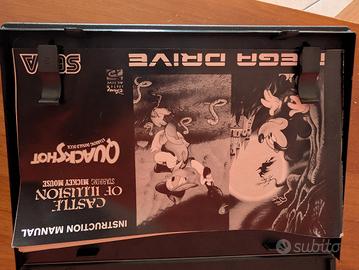 MEGA DRIVE
SEGA
QUACKSHOT
STARRING DONALD DUCK
CASTLE
OF ILLUSION
STARRING
MICKEY MOUSE
INSTRUCTION MANUAL
subito